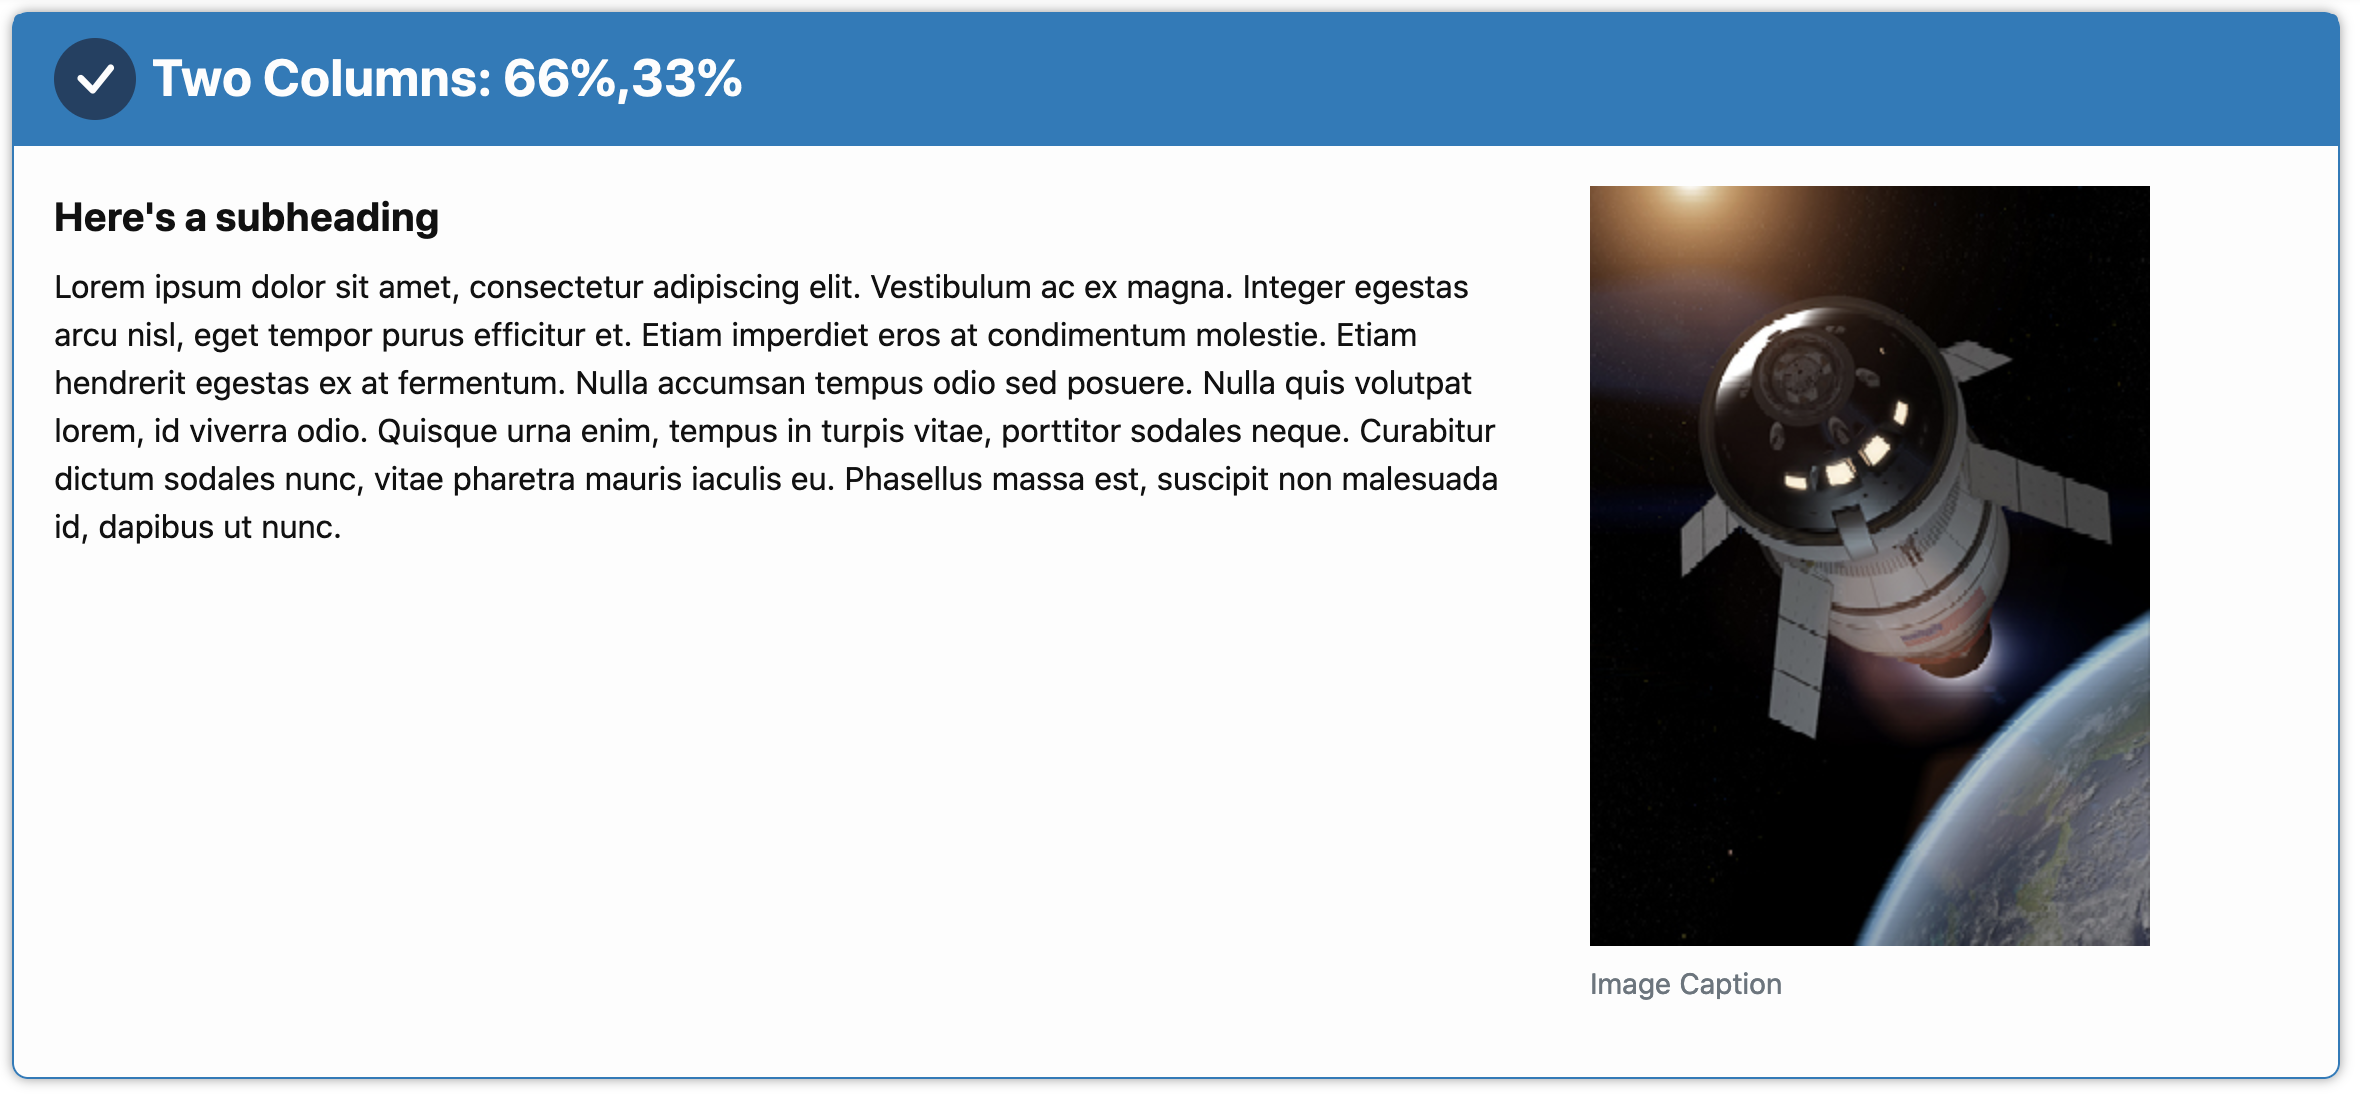 Two Columns: 66%,33%
Here's a subheading
Lorem ipsum dolor sit amet, consectetur adipiscing elit. Vestibulum ac ex magna. Integer egestas
arcu nisl, eget tempor purus efficitur et. Etiam imperdiet eros at condimentum molestie. Etiam
hendrerit egestas ex at fermentum. Nulla accumsan tempus odio sed posuere. Nulla quis volutpat
lorem, id viverra odio. Quisque urna enim, tempus in turpis vitae, porttitor sodales neque. Curabitur
dictum sodales nunc, vitae pharetra mauris iaculis eu. Phasellus massa est, suscipit non malesuada
id, dapibus ut nunc.
Image Caption